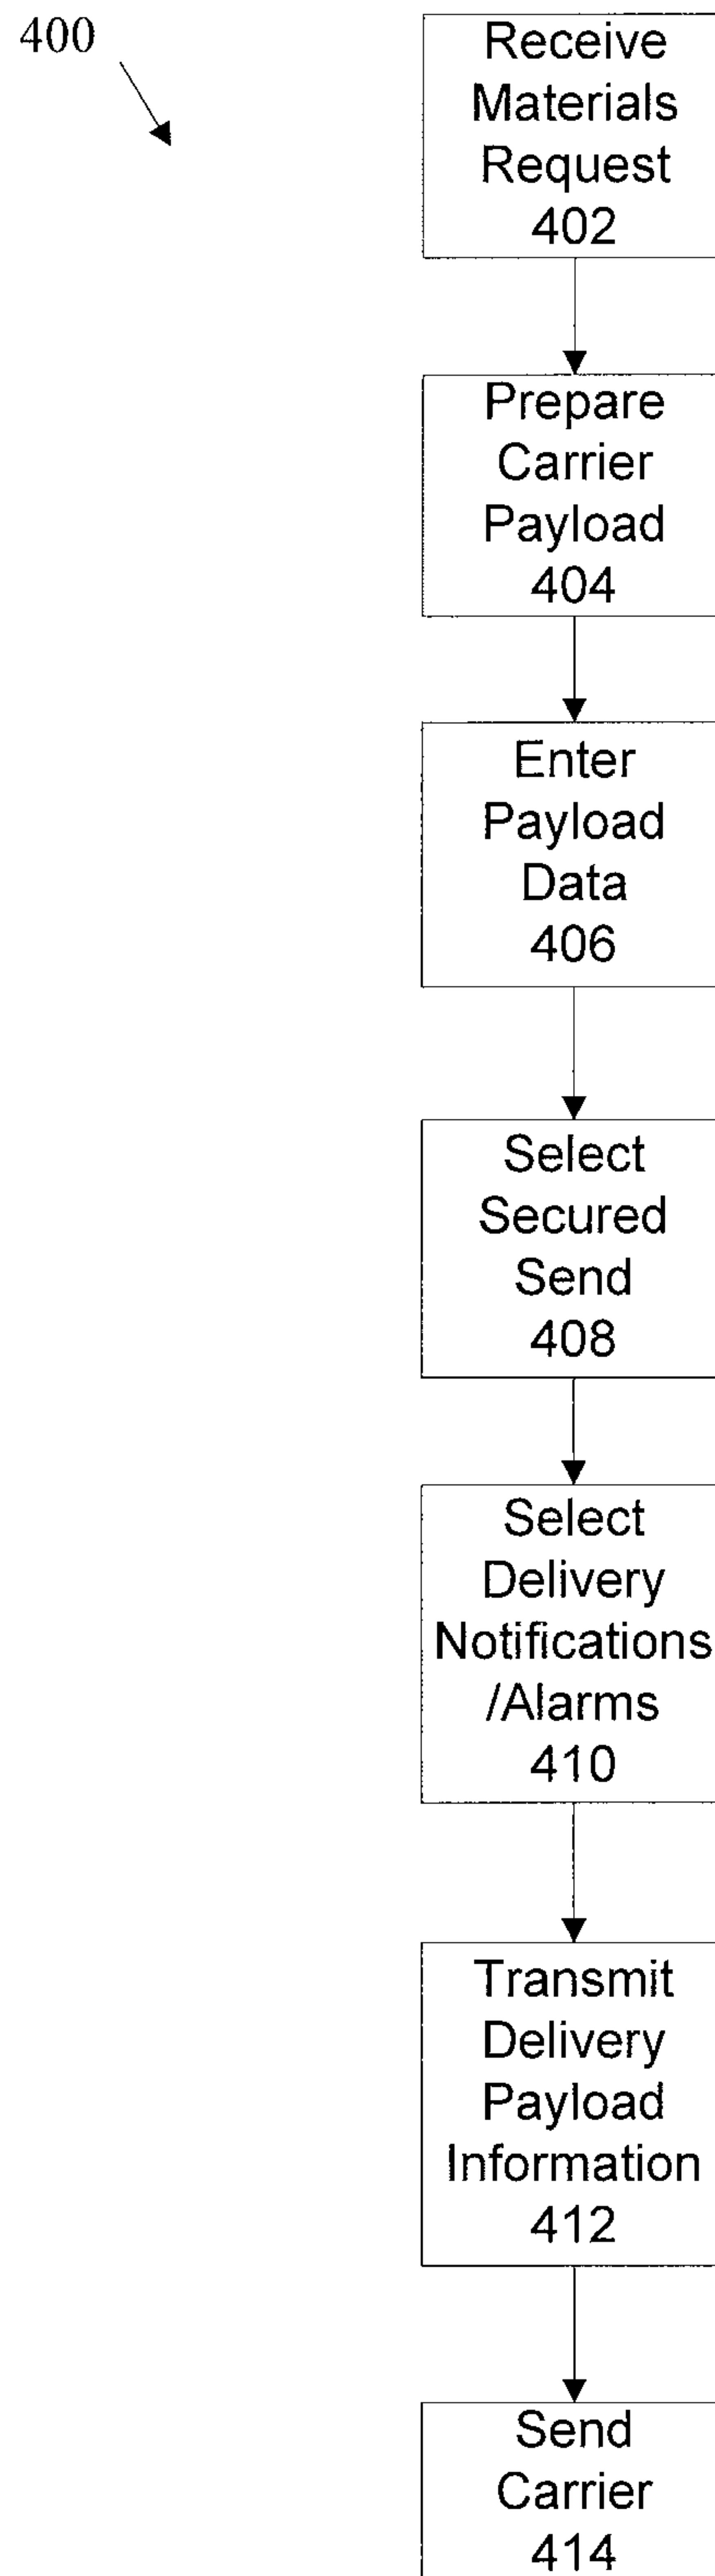 400
Receive
Materials
Request
402
Prepare
Carrier
Payload
404
Enter
Payload
Data
406
Select
Secured
Send
408
Select
Delivery
Notifications
/Alarms
410
Transmit
Delivery
Payload
Information
412
Send
Carrier
414